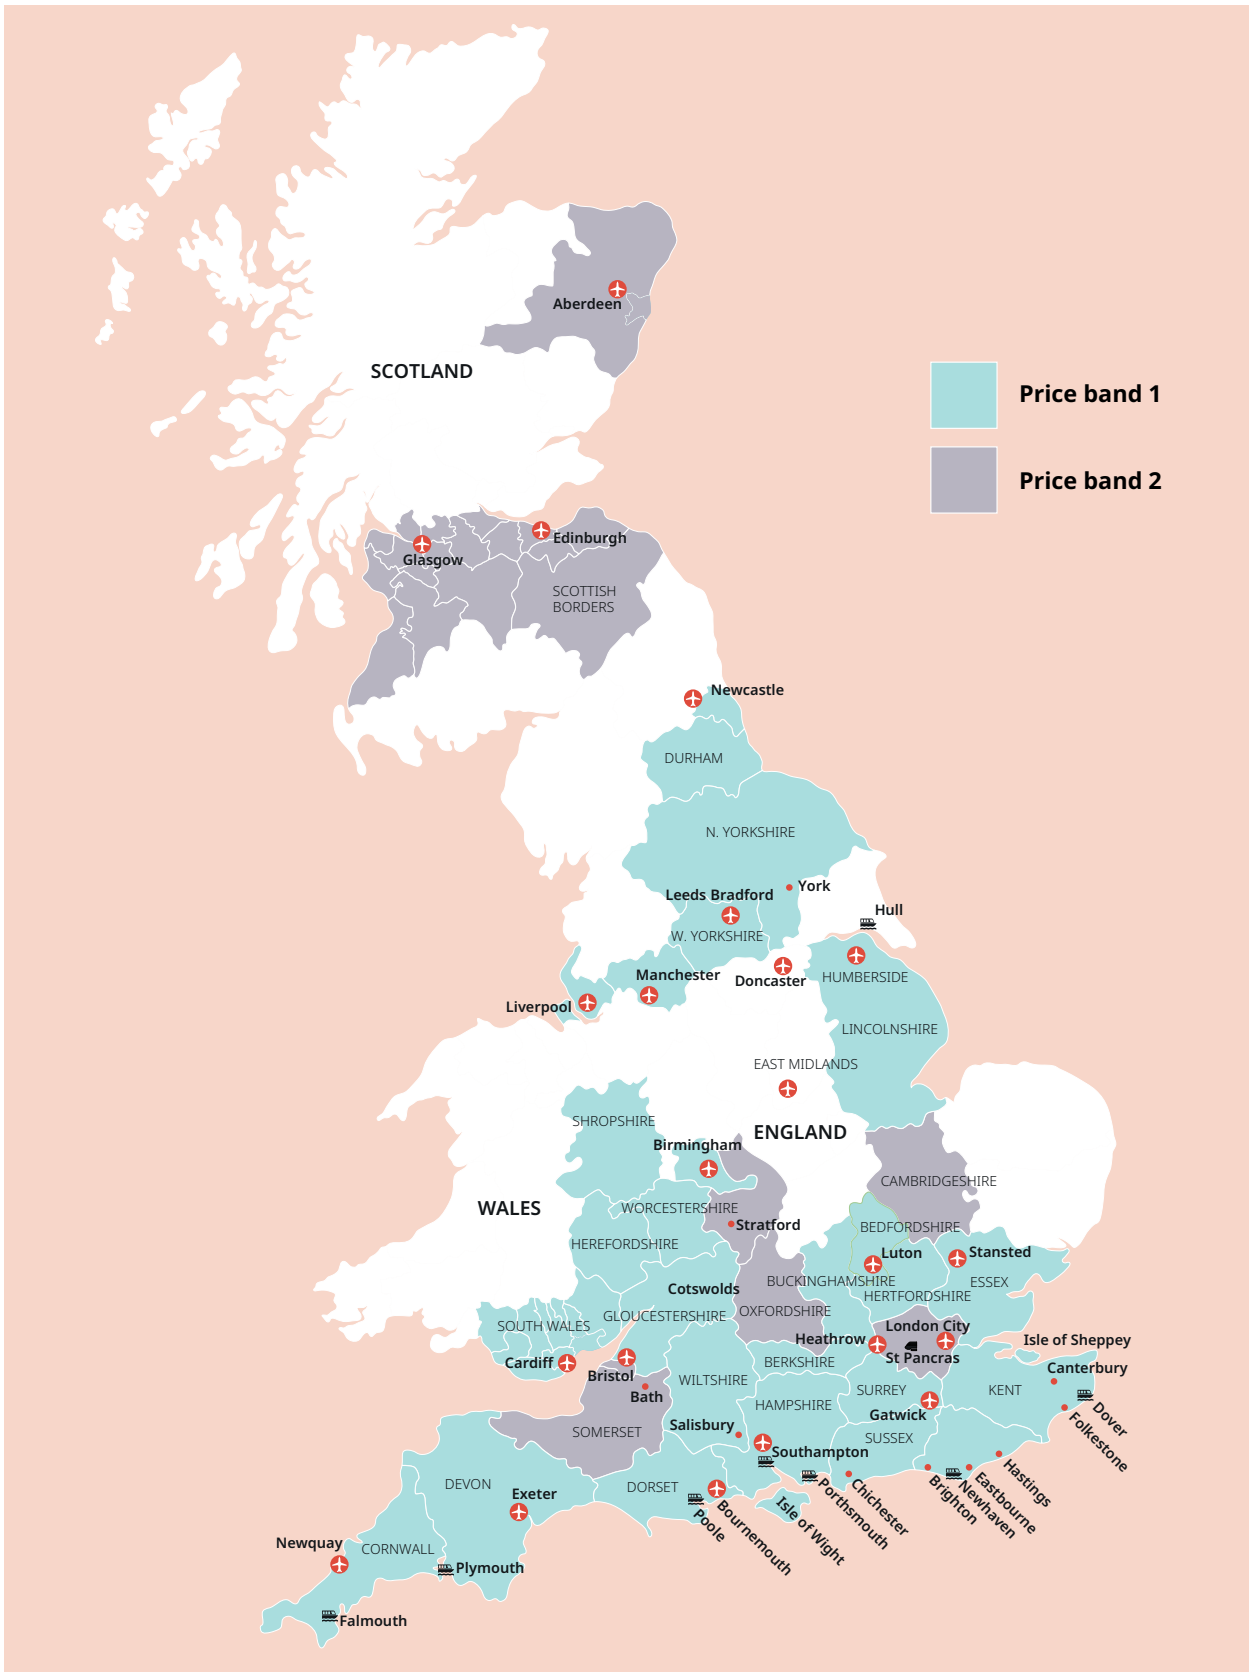 Aberdeen
SCOTLAND
Price band 1
Price band 2
Edinburgh
Glasgow
SCOTTISH
BORDERS
Newcastle
DURHAM
N. YORKSHIRE
York
Leeds Bradford
Hull
W. YORKSHIRE
Manchester
Doncaster
HUMBERSIDE
Liverpool
LINCOLNSHIRE
EAST MIDLANDS
SHROPSHIRE
ENGLAND
Birmingham
CAMBRIDGESHIRE
WALES
WORCESTERSHIRE
Stratford
BEDFORDSHIRE
HEREFORDSHIRE
Luton
Stansted
BUCKINGHAMSHIRE
ESSEX
Cotswolds
HERTFORDSHIRE
OXFORDSHIRE
GLOUCESTERSHIRE
SOUTH WALES
London City
Heathrow
Isle of Sheppey
St Pancras
Cardiff
BERKSHIRE
Canterbury
Bristol
WILTSHIRE
SURREY
KENT
Bath
HAMPSHIRE
Gatwick
Dover
Folkestone
Salisbury
SOMERSET
SUSSEX
Southampton
Hastings
Eastbourne
Newhaven
Brighton
Chichester
Porthsmouth
Isle of Wight
DEVON
DORSET
Exeter
Bournemouth
Poole
Newquay
CORNWALL
Plymouth
Falmouth